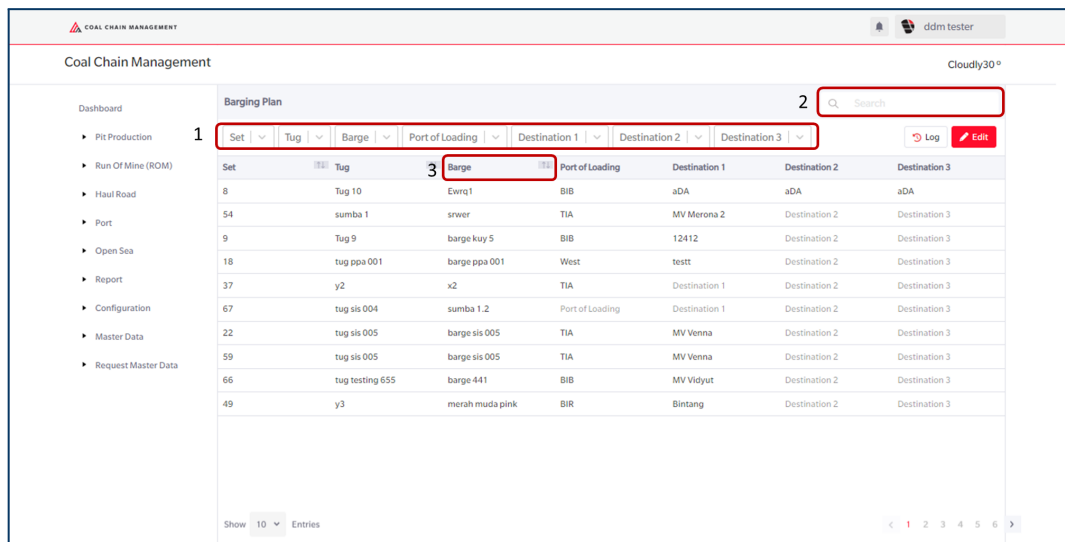 COAL CHAIN MANAGEMENT
ddm tester
Coal Chain Management
Cloudly30°
Dashboard
Pit Production
Run Of Mine (ROM)
Haul Road
Port
Open Sea
Report
Configuration
Master Data
Request Master Data
Barging Plan
2 Search
1 Set Tug Barge Port of Loading Destination 1 Destination 2 Destination 3
Log Edit
Set Tug 3 Barge Port of Loading Destination 1 Destination 2 Destination 3
8 Tug 10 Ewrq1 BIB aDA aDA aDA
54 sumba 1 srwer TIA MV Merona 2 Destination 2 Destination 3
9 Tug 9 barge kuy 5 BIB 12412 Destination 2 Destination 3
18 tug ppa 001 barge ppa 001 West testt Destination 2 Destination 3
37 y2 x2 TIA Destination 1 Destination 2 Destination 3
67 tug sis 004 sumba 1.2 Port of Loading Destination 1 Destination 2 Destination 3
22 tug sis 005 barge sis 005 TIA MV Venna Destination 2 Destination 3
59 tug sis 005 barge sis 005 TIA MV Venna Destination 2 Destination 3
66 tug testing 655 barge 441 BIB MV Vidyut Destination 2 Destination 3
49 y3 merah muda pink BIR Bintang Destination 2 Destination 3
Show 10 Entries
1 2 3 4 5 6